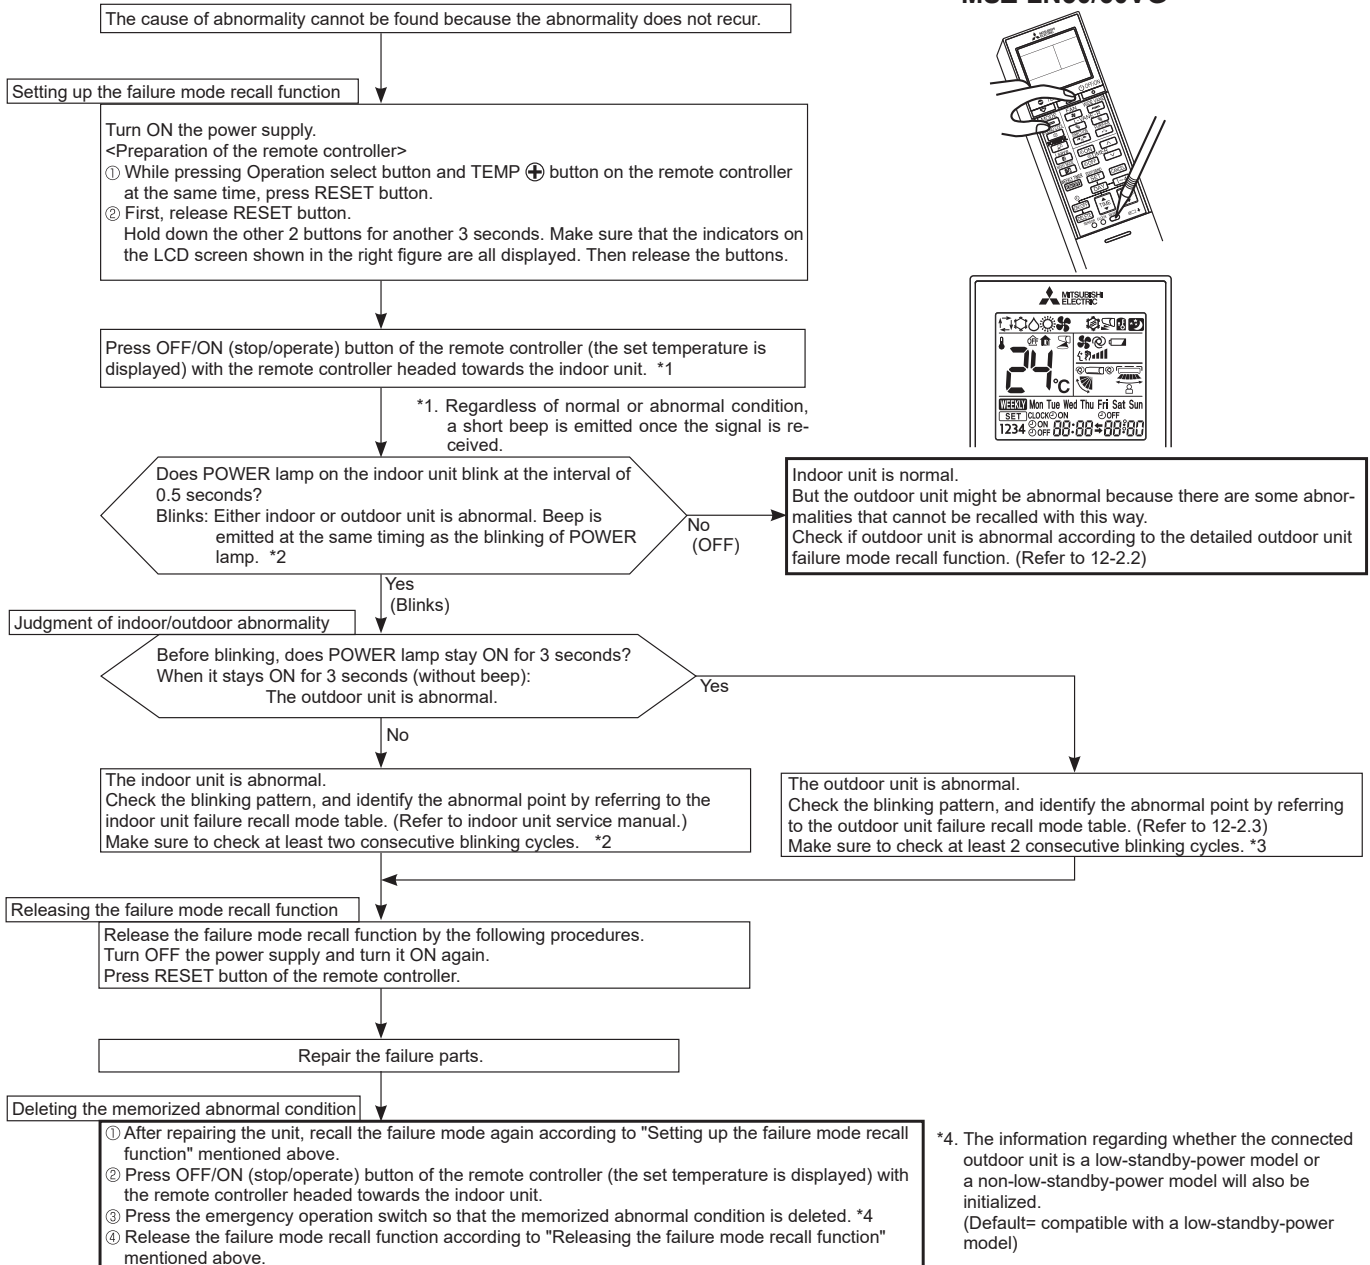 The cause of abnormality cannot be found because the abnormality does not recur.
Setting up the failure mode recall function
Turn ON the power supply.
<Preparation of the remote controller>
① While pressing Operation select button and TEMP ⊕ button on the remote controller
at the same time, press RESET button.
② First, release RESET button.
Hold down the other 2 buttons for another 3 seconds. Make sure that the indicators on
the LCD screen shown in the right figure are all displayed. Then release the buttons.
MITSUBISHI
ELECTRIC
24°C
WEEKLY Mon Tue Wed Thu Fri Sat Sun
SET CLOCK ON OFF
1234 ON OFF 88:88 88:80
Press OFF/ON (stop/operate) button of the remote controller (the set temperature is
displayed) with the remote controller headed towards the indoor unit. *1
*1. Regardless of normal or abnormal condition,
a short beep is emitted once the signal is re-
ceived.
Does POWER lamp on the indoor unit blink at the interval of
0.5 seconds?
Blinks: Either indoor or outdoor unit is abnormal. Beep is
emitted at the same timing as the blinking of POWER
lamp. *2
No
(OFF)
Indoor unit is normal.
But the outdoor unit might be abnormal because there are some abnor-
malities that cannot be recalled with this way.
Check if outdoor unit is abnormal according to the detailed outdoor unit
failure mode recall function. (Refer to 12-2.2)
Yes
(Blinks)
Judgment of indoor/outdoor abnormality
Before blinking, does POWER lamp stay ON for 3 seconds?
When it stays ON for 3 seconds (without beep):
The outdoor unit is abnormal.
Yes
No
The indoor unit is abnormal.
Check the blinking pattern, and identify the abnormal point by referring to the
indoor unit failure recall mode table. (Refer to indoor unit service manual.)
Make sure to check at least two consecutive blinking cycles. *2
The outdoor unit is abnormal.
Check the blinking pattern, and identify the abnormal point by referring
to the outdoor unit failure recall mode table. (Refer to 12-2.3)
Make sure to check at least 2 consecutive blinking cycles. *3
Releasing the failure mode recall function
Release the failure mode recall function by the following procedures.
Turn OFF the power supply and turn it ON again.
Press RESET button of the remote controller.
Repair the failure parts.
Deleting the memorized abnormal condition
① After repairing the unit, recall the failure mode again according to "Setting up the failure mode recall
function" mentioned above.
② Press OFF/ON (stop/operate) button of the remote controller (the set temperature is displayed) with
the remote controller headed towards the indoor unit.
③ Press the emergency operation switch so that the memorized abnormal condition is deleted. *4
④ Release the failure mode recall function according to "Releasing the failure mode recall function"
mentioned above.
*4. The information regarding whether the connected
outdoor unit is a low-standby-power model or
a non-low-standby-power model will also be
initialized.
(Default= compatible with a low-standby-power
model)